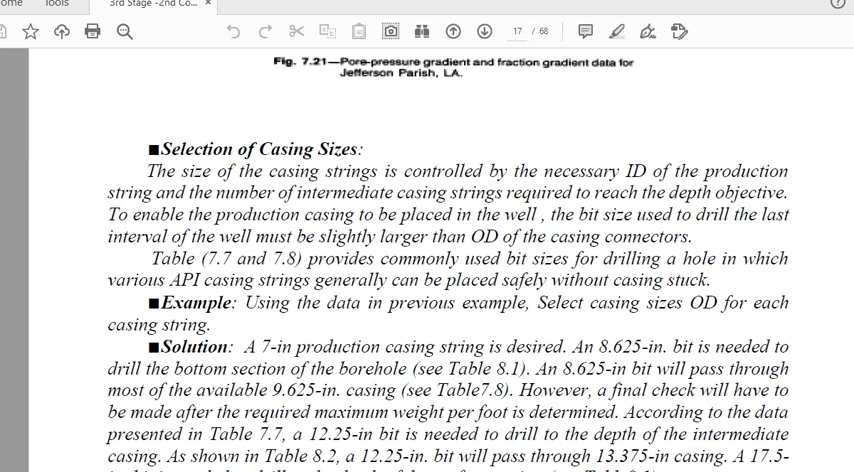 ome Tools 3rd Stage -2nd Co... ×
17 / 68
Fig. 7.21—Pore-pressure gradient and fraction gradient data for
Jefferson Parish, LA.
■Selection of Casing Sizes:
The size of the casing strings is controlled by the necessary ID of the production
string and the number of intermediate casing strings required to reach the depth objective.
To enable the production casing to be placed in the well , the bit size used to drill the last
interval of the well must be slightly larger than OD of the casing connectors.
Table (7.7 and 7.8) provides commonly used bit sizes for drilling a hole in which
various API casing strings generally can be placed safely without casing stuck.
■Example: Using the data in previous example, Select casing sizes OD for each
casing string.
■Solution: A 7-in production casing string is desired. An 8.625-in. bit is needed to
drill the bottom section of the borehole (see Table 8.1). An 8.625-in bit will pass through
most of the available 9.625-in. casing (see Table7.8). However, a final check will have to
be made after the required maximum weight per foot is determined. According to the data
presented in Table 7.7, a 12.25-in bit is needed to drill to the depth of the intermediate
casing. As shown in Table 8.2, a 12.25-in. bit will pass through 13.375-in casing. A 17.5-